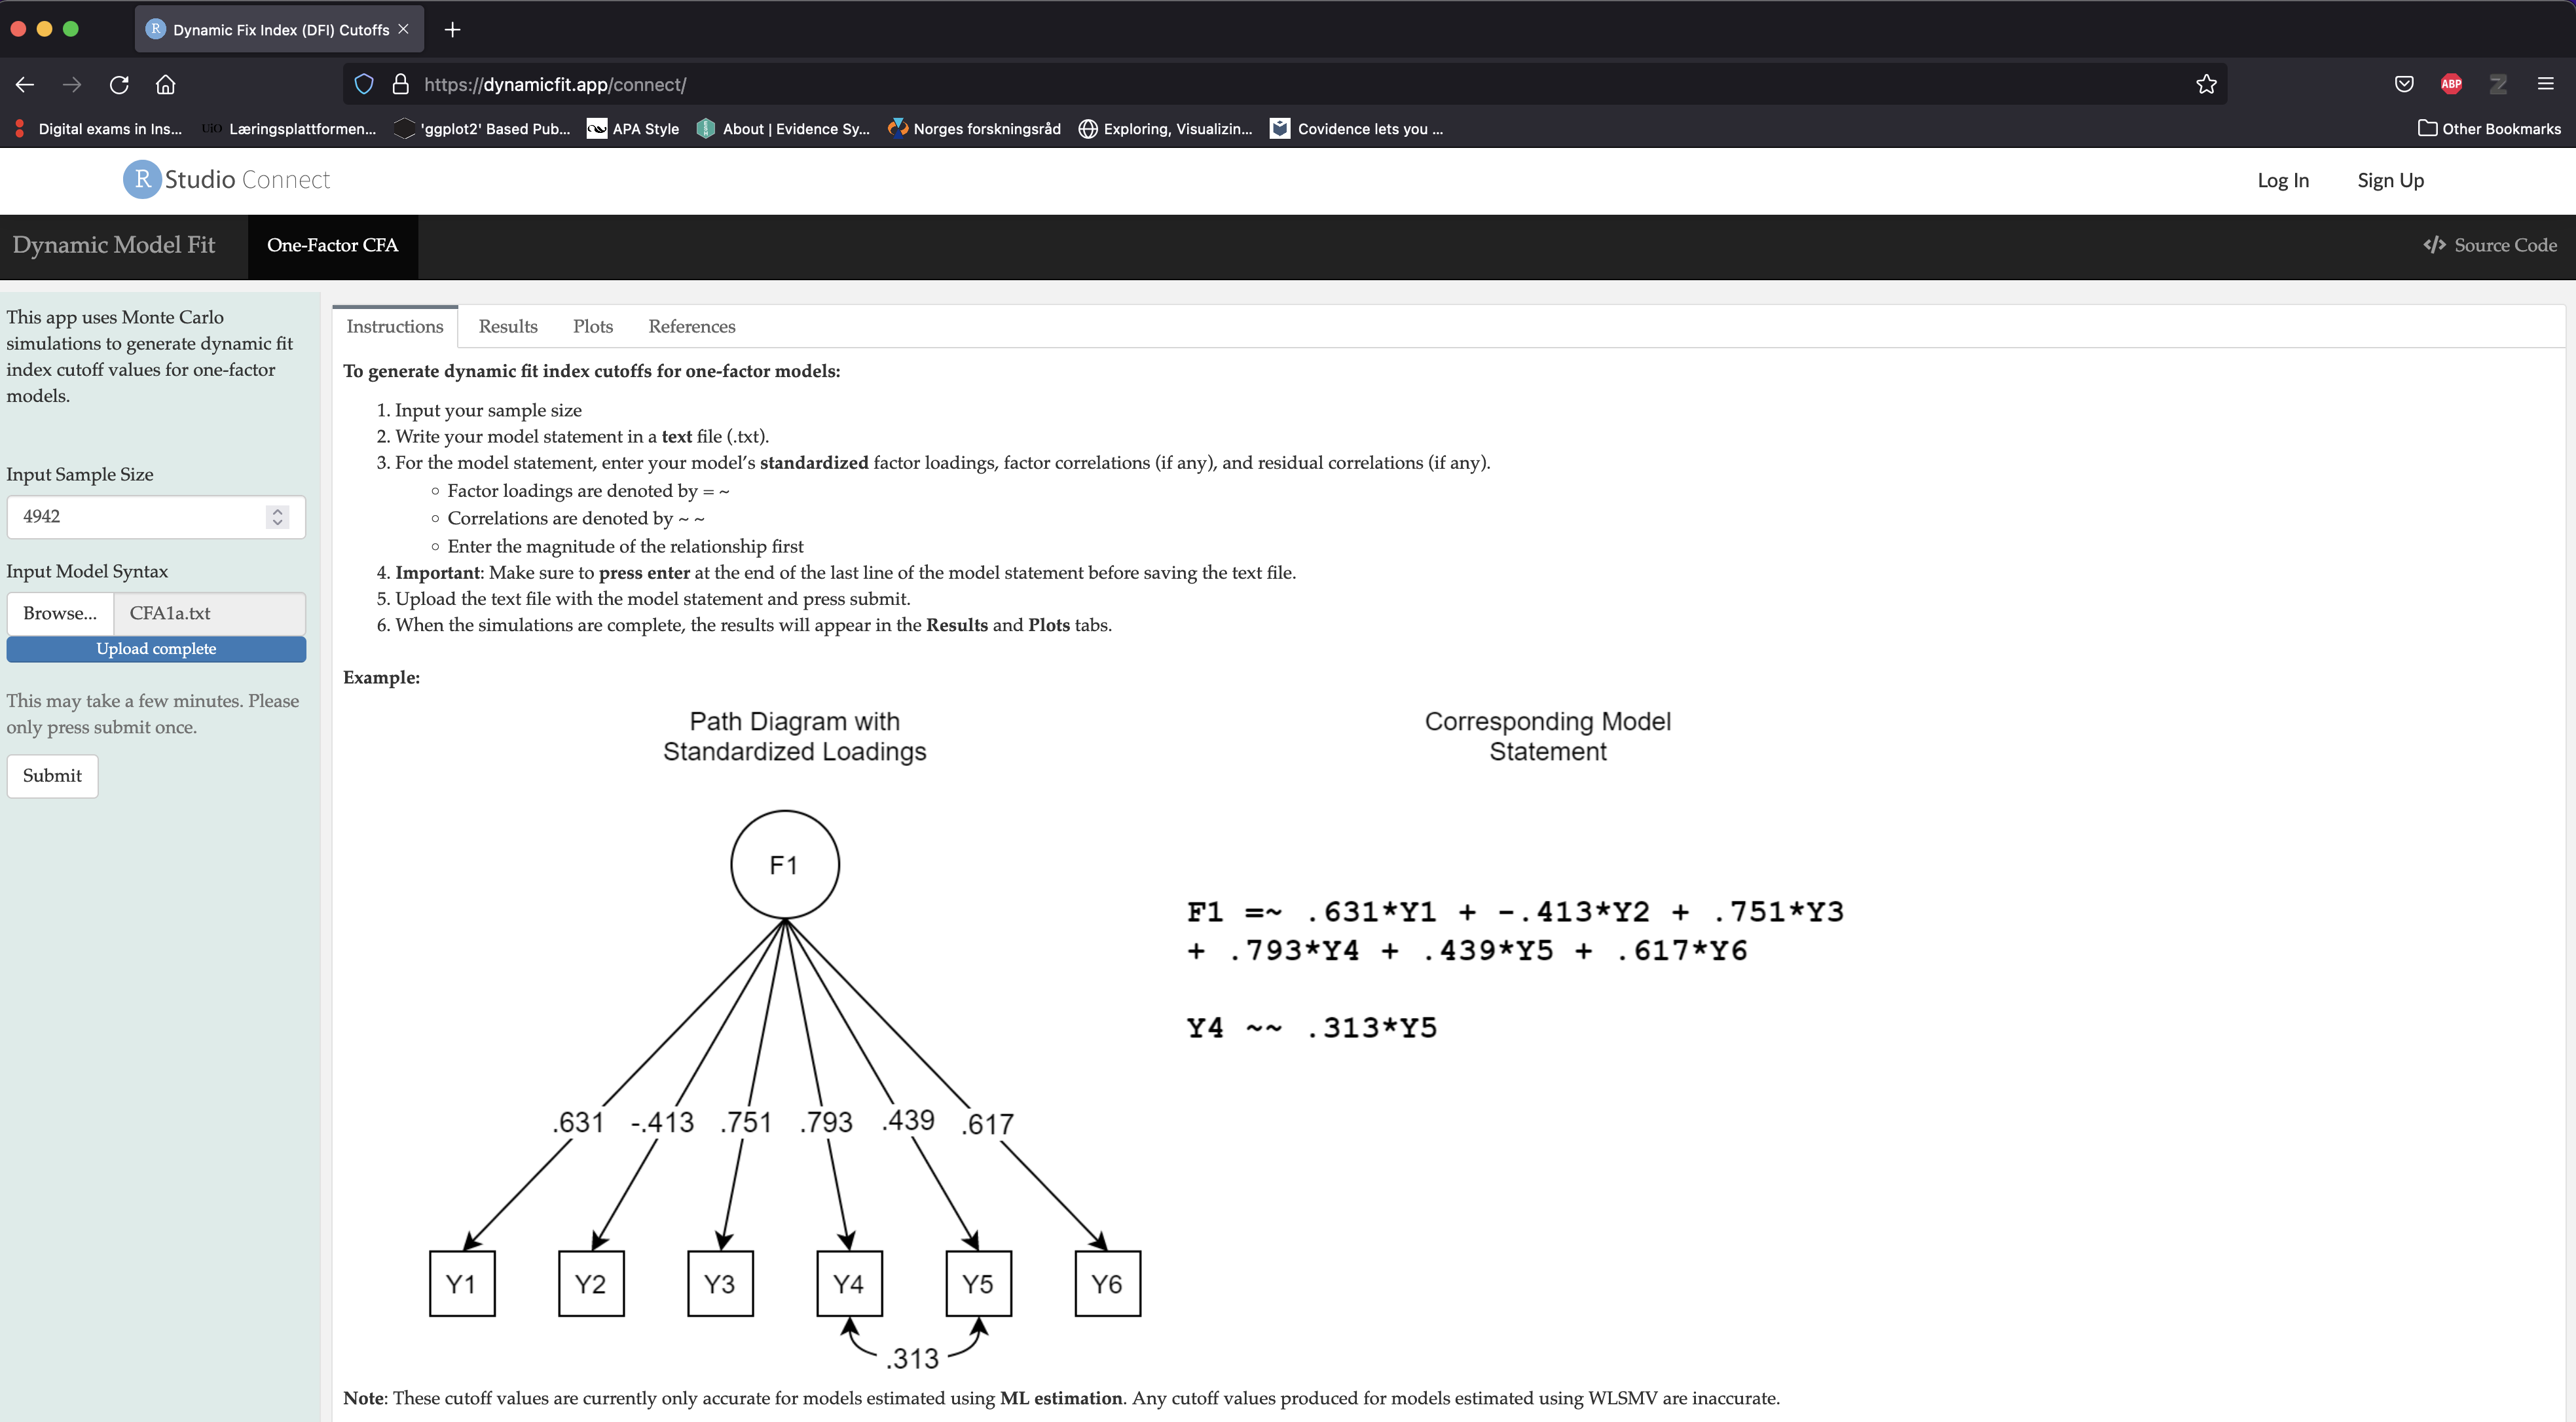 Dynamic Fix Index (DFI) Cutoffs
https://dynamicfit.app/connect/
ABP
Digital exams in Ins...
UiO Læringsplattformen...
'ggplot2' Based Pub...
APA Style
About | Evidence Sy...
Norges forskningsråd
Exploring, Visualizin...
Covidence lets you ...
Other Bookmarks
R Studio Connect
Log In
Sign Up
Dynamic Model Fit
One-Factor CFA
</> Source Code
This app uses Monte Carlo
simulations to generate dynamic fit
index cutoff values for one-factor
models.
Input Sample Size
4942
Input Model Syntax
Browse... CFA1a.txt
Upload complete
This may take a few minutes. Please
only press submit once.
Submit
Instructions
Results
Plots
References
To generate dynamic fit index cutoffs for one-factor models:
1. Input your sample size
2. Write your model statement in a text file (.txt).
3. For the model statement, enter your model's standardized factor loadings, factor correlations (if any), and residual correlations (if any).
◦ Factor loadings are denoted by = ~
◦ Correlations are denoted by ~ ~
◦ Enter the magnitude of the relationship first
4. Important: Make sure to press enter at the end of the last line of the model statement before saving the text file.
5. Upload the text file with the model statement and press submit.
6. When the simulations are complete, the results will appear in the Results and Plots tabs.
Example:
Path Diagram with
Standardized Loadings
F1
.631 -.413 .751 .793 .439 .617
Y1 Y2 Y3 Y4 Y5 Y6
.313
Corresponding Model
Statement
F1 =~ .631*Y1 + -.413*Y2 + .751*Y3
+ .793*Y4 + .439*Y5 + .617*Y6
Y4 ~~ .313*Y5
Note: These cutoff values are currently only accurate for models estimated using ML estimation. Any cutoff values produced for models estimated using WLSMV are inaccurate.